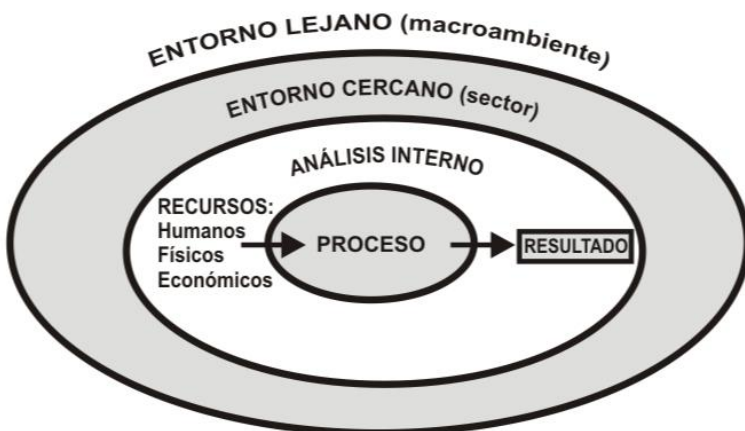 ENTORNO LEJANO (macroambiente)
ENTORNO CERCANO (sector)
ANÁLISIS INTERNO
RECURSOS:
Humanos
Físicos
Económicos
PROCESO
RESULTADO